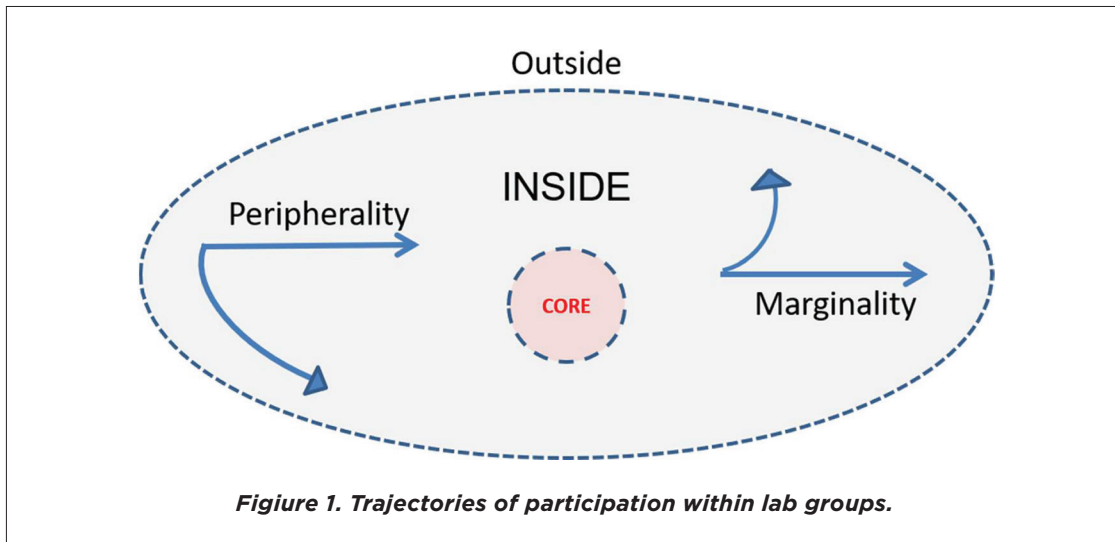 Outside
INSIDE
Peripherality
CORE
Marginality
Figiure 1. Trajectories of participation within lab groups.